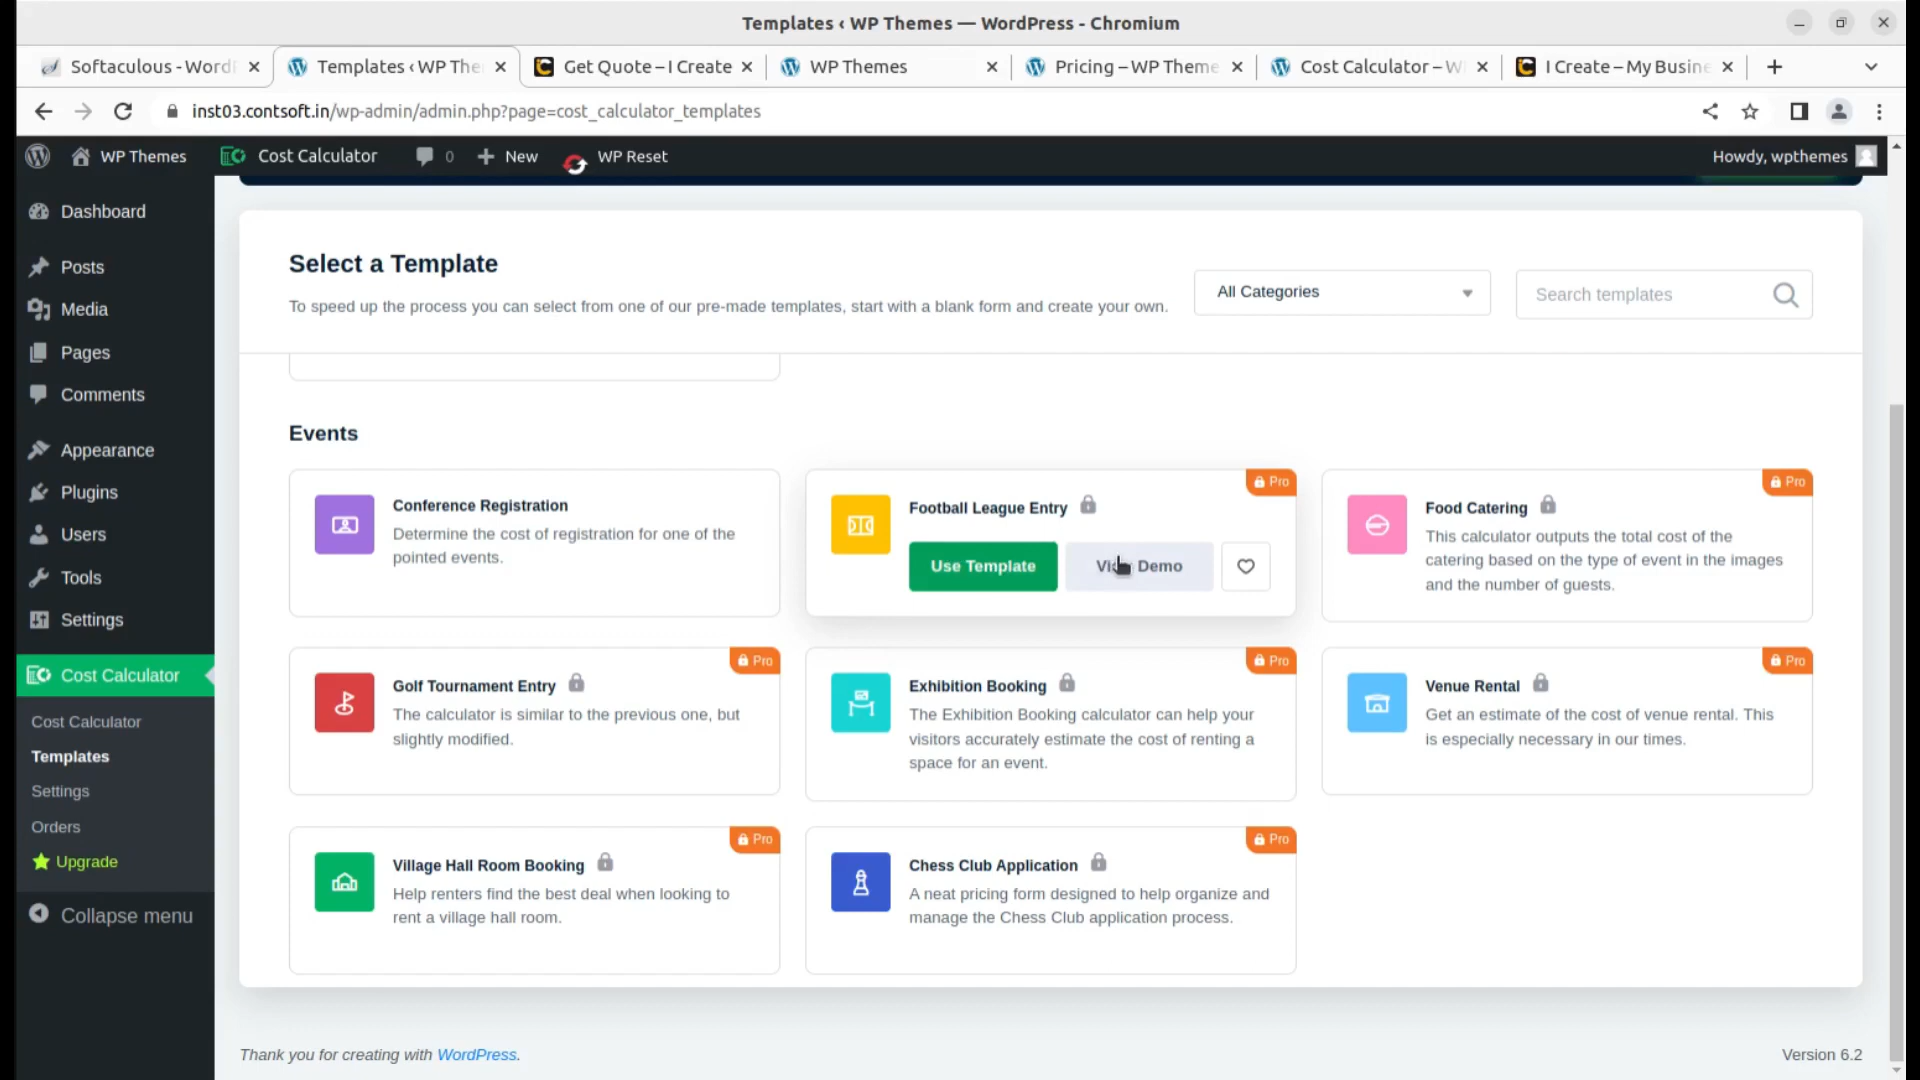 Templates ‹ WP Themes — WordPress - Chromium
Softaculous - Word
Templates ‹ WP The
Get Quote – I Create
WP Themes
Pricing – WP Theme
Cost Calculator – W
I Create – My Busine
inst03.contsoft.in/wp-admin/admin.php?page=cost_calculator_templates
WP Themes
Cost Calculator
0
New
WP Reset
Howdy, wpthemes
Dashboard
Posts
Media
Pages
Comments
Appearance
Plugins
Users
Tools
Settings
Cost Calculator
Cost Calculator
Templates
Settings
Orders
Upgrade
Collapse menu
Select a Template
To speed up the process you can select from one of our pre-made templates, start with a blank form and create your own.
All Categories
Search templates
Events
Conference Registration
Determine the cost of registration for one of the
pointed events.
Pro
Football League Entry
Use Template
Demo
Pro
Food Catering
This calculator outputs the total cost of the
catering based on the type of event in the images
and the number of guests.
Pro
Golf Tournament Entry
The calculator is similar to the previous one, but
slightly modified.
Pro
Exhibition Booking
The Exhibition Booking calculator can help your
visitors accurately estimate the cost of renting a
space for an event.
Pro
Venue Rental
Get an estimate of the cost of venue rental. This
is especially necessary in our times.
Pro
Village Hall Room Booking
Help renters find the best deal when looking to
rent a village hall room.
Pro
Chess Club Application
A neat pricing form designed to help organize and
manage the Chess Club application process.
Thank you for creating with WordPress.
Version 6.2